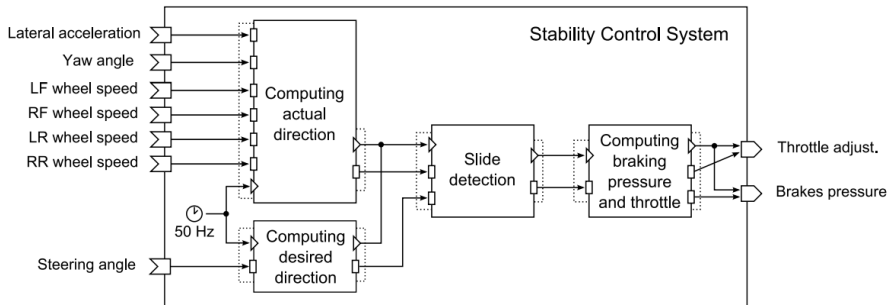 Stability Control System
Lateral acceleration
Yaw angle
LF wheel speed
RF wheel speed
LR wheel speed
RR wheel speed
Steering angle
50 Hz
Computing
actual
direction
Computing
desired
direction
Slide
detection
Computing
braking
pressure
and throttle
Throttle adjust.
Brakes pressure